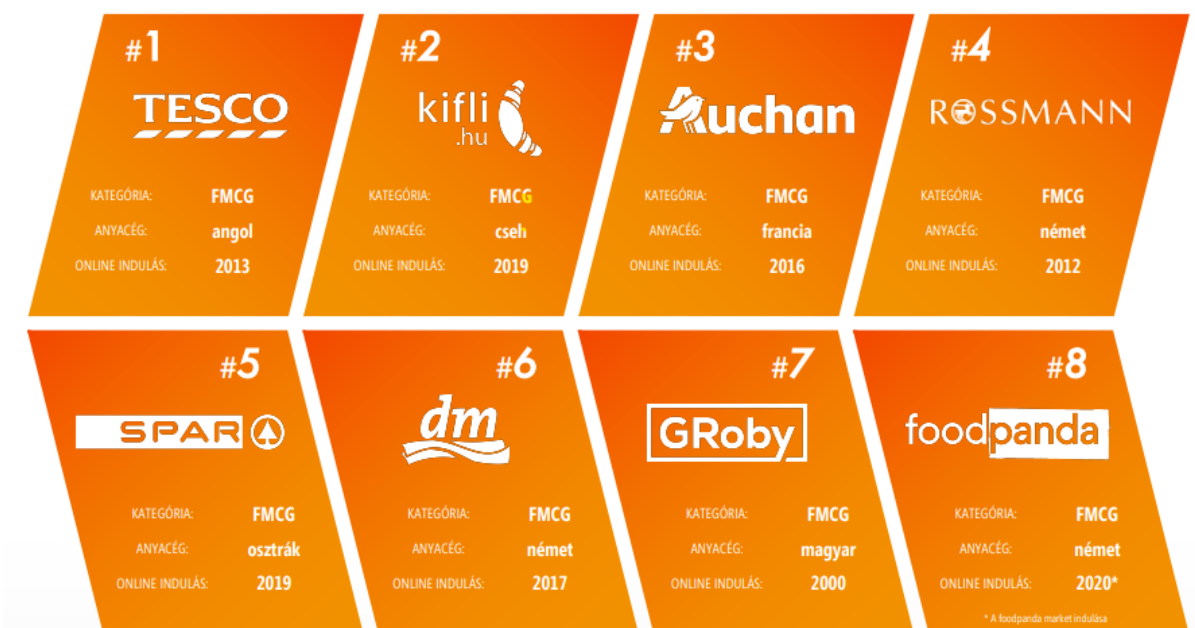 #1
TESCO
KATEGÓRIA: FMCG
ANYACÉG: angol
ONLINE INDULÁS: 2013
#2
kifli
.hu
KATEGÓRIA: FMCG
ANYACÉG: cseh
ONLINE INDULÁS: 2019
#3
Auchan
KATEGÓRIA: FMCG
ANYACÉG: francia
ONLINE INDULÁS: 2016
#4
ROSSMANN
KATEGÓRIA: FMCG
ANYACÉG: német
ONLINE INDULÁS: 2012
#5
SPAR
KATEGÓRIA: FMCG
ANYACÉG: osztrák
ONLINE INDULÁS: 2019
#6
dm
KATEGÓRIA: FMCG
ANYACÉG: német
ONLINE INDULÁS: 2017
#7
GRoby
KATEGÓRIA: FMCG
ANYACÉG: magyar
ONLINE INDULÁS: 2000
#8
foodpanda
KATEGÓRIA: FMCG
ANYACÉG: német
ONLINE INDULÁS: 2020*
* A foodpanda market indulása